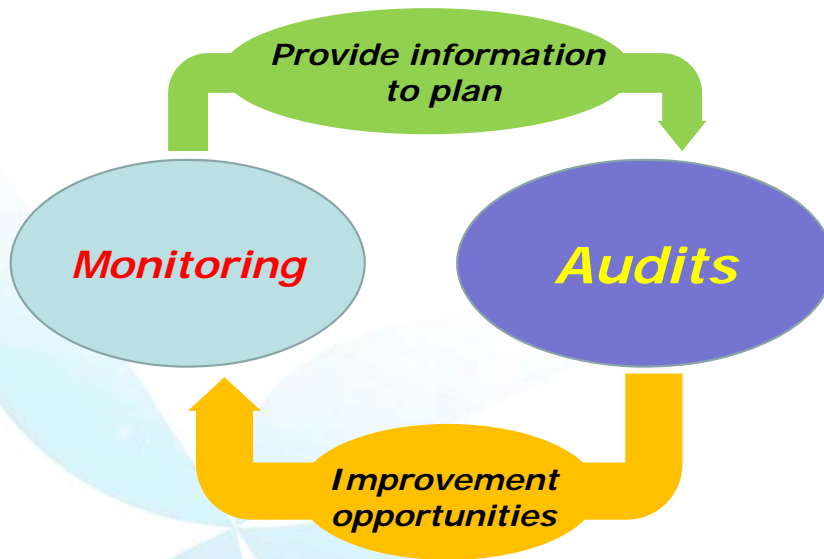 Provide information
to plan
Monitoring
Audits
Improvement
opportunities